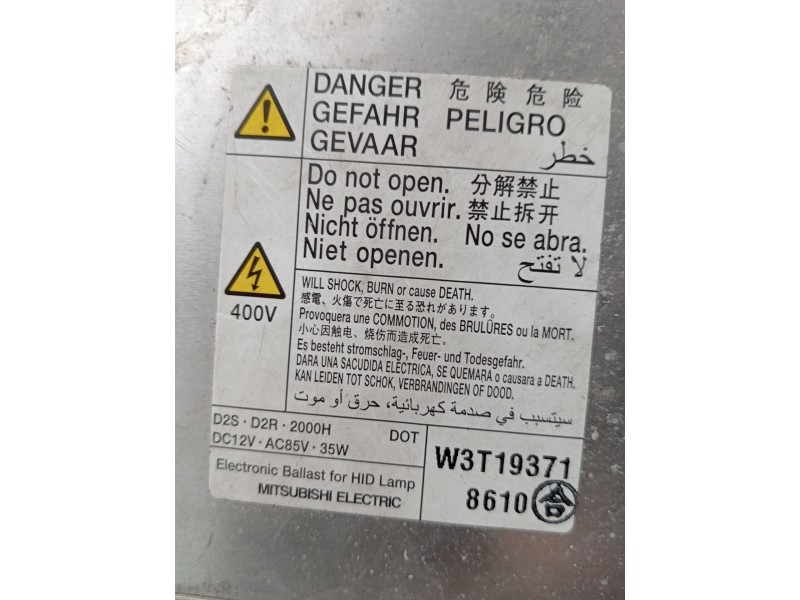 DANGER 危険 危险
GEFAHR PELIGRO
GEVAAR خطر
Do not open. 分解禁止
Ne pas ouvrir. 禁止拆开
Nicht öffnen. No se abra.
Niet openen. لا تفتح
400V
WILL SHOCK, BURN or cause DEATH.
感電、火傷で死亡に至る恐れがあります。
Provoquera une COMMOTION, des BRULÛRES ou la MORT.
小心因触电、烧伤而造成死亡。
Es besteht stromschlag-, Feuer- und Todesgefahr.
DARA UNA SACUDIDA ELÉCTRICA, SE QUEMARA o causara a DEATH.
KAN LEIDEN TOT SCHOK, VERBRANDINGEN OF DOOD.
سيتسبب في صدمة كهربائية، حرق أو موت
D2S・D2R・2000H DOT
DC12V・AC85V・35W
Electronic Ballast for HID Lamp
MITSUBISHI ELECTRIC
W3T19371
8610 合